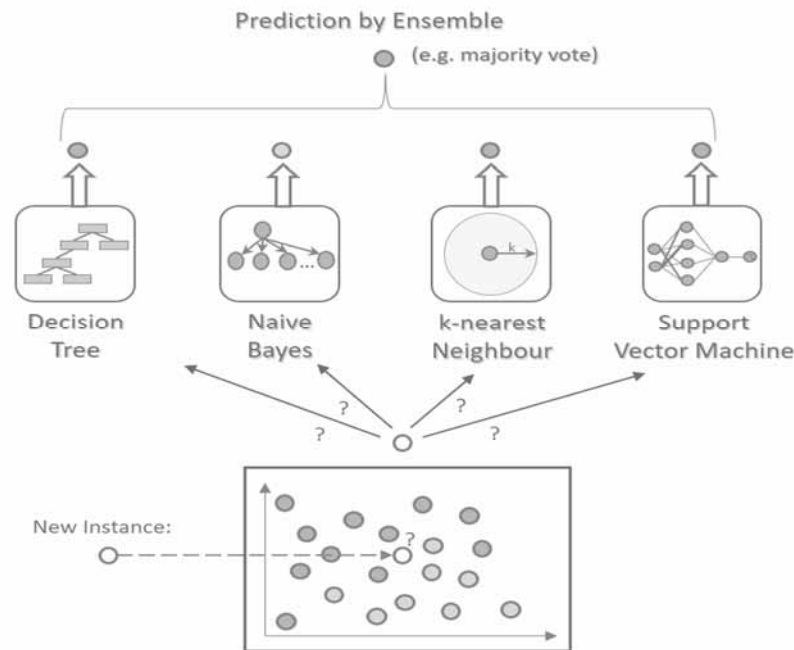 Prediction by Ensemble
(e.g. majority vote)
k
Decision
Tree
Naive
Bayes
k-nearest
Neighbour
Support
Vector Machine
?
?
?
?
New Instance:
?